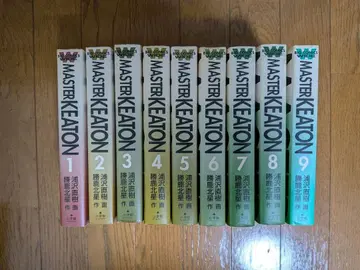 MASTER KEATON 1 浦沢直樹 画 勝鹿北星 作
MASTER KEATON 2 浦沢直樹 画 勝鹿北星 作
MASTER KEATON 3 浦沢直樹 画 勝鹿北星 作
MASTER KEATON 4 浦沢直樹 画 勝鹿北星 作
MASTER KEATON 5 浦沢直樹 画 勝鹿北星 作
MASTER KEATON 6 浦沢直樹 画 勝鹿北星 作
MASTER KEATON 7 浦沢直樹 画 勝鹿北星 作
MASTER KEATON 8 浦沢直樹 画 勝鹿北星 作
MASTER KEATON 9 浦沢直樹 画 勝鹿北星 作